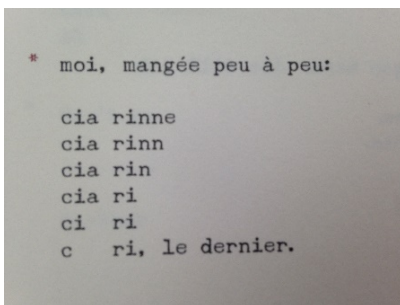 * moi, mangée peu à peu:
cia rinne
cia rinn
cia rin
cia ri
ci  ri
c   ri, le dernier.